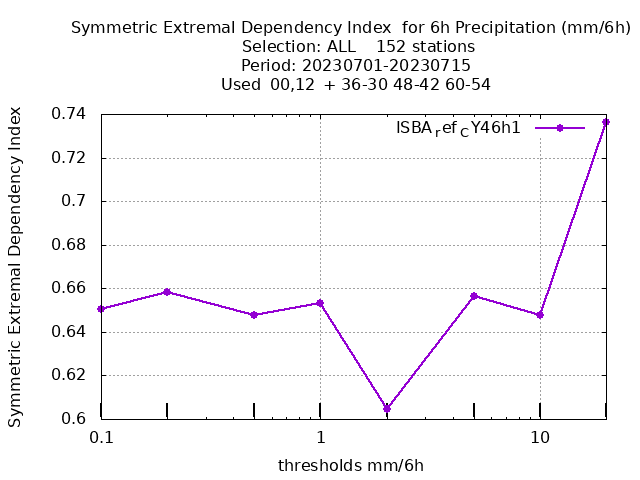 Symmetric Extremal Dependency Index  for 6h Precipitation (mm/6h)
Selection: ALL    152 stations
Period: 20230701-20230715
Used  00,12  + 36-30 48-42 60-54
ISBAref CY46h1
Symmetric Extremal Dependency Index
0.74
0.72
0.7
0.68
0.66
0.64
0.62
0.6
0.1 1 10
thresholds mm/6h